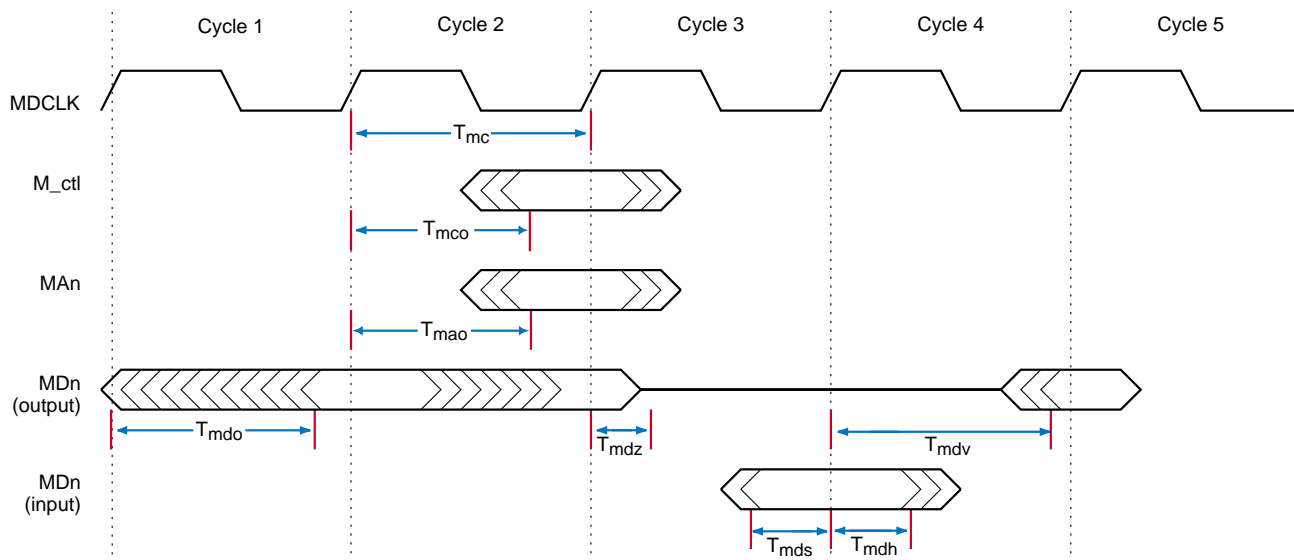 Cycle 1 Cycle 2 Cycle 3 Cycle 4 Cycle 5
MDCLK
Tmc
M_ctl
Tmco
MAn
Tmao
MDn
(output)
Tmdo Tmdz Tmdv
MDn
(input)
Tmds Tmdh